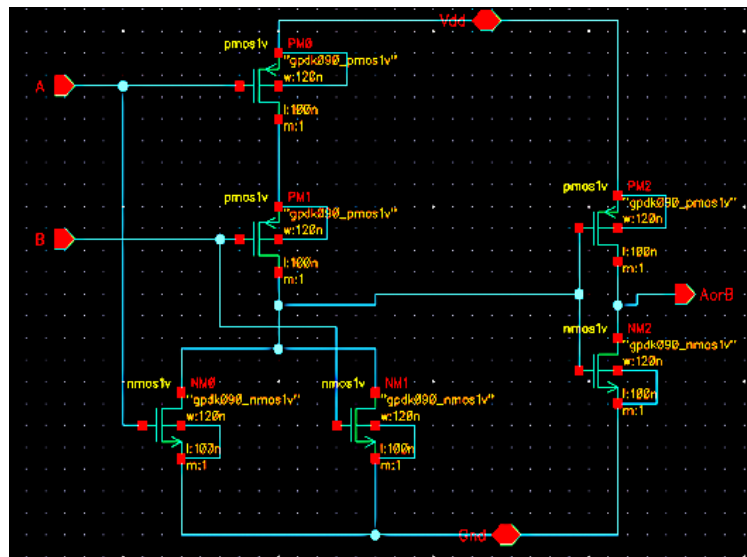 Vdd
pmos1v PM0
"gpdk090_pmos1v"
w:120n
l:100n
m:1
A
pmos1v PM1
"gpdk090_pmos1v"
w:120n
l:100n
m:1
B
pmos1v PM2
"gpdk090_pmos1v"
w:120n
l:100n
m:1
AorB
nmos1v NM2
"gpdk090_nmos1v"
w:120n
l:100n
m:1
nmos1v NM0
"gpdk090_nmos1v"
w:120n
l:100n
m:1
nmos1v NM1
"gpdk090_nmos1v"
w:120n
l:100n
m:1
Gnd